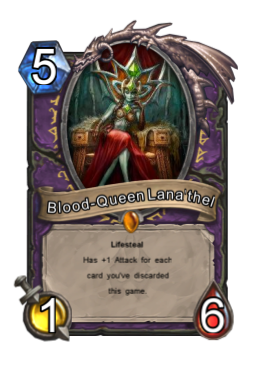 5
Blood-Queen Lana'thel
Lifesteal
Has +1 Attack for each
card you've discarded
this game.
1
6